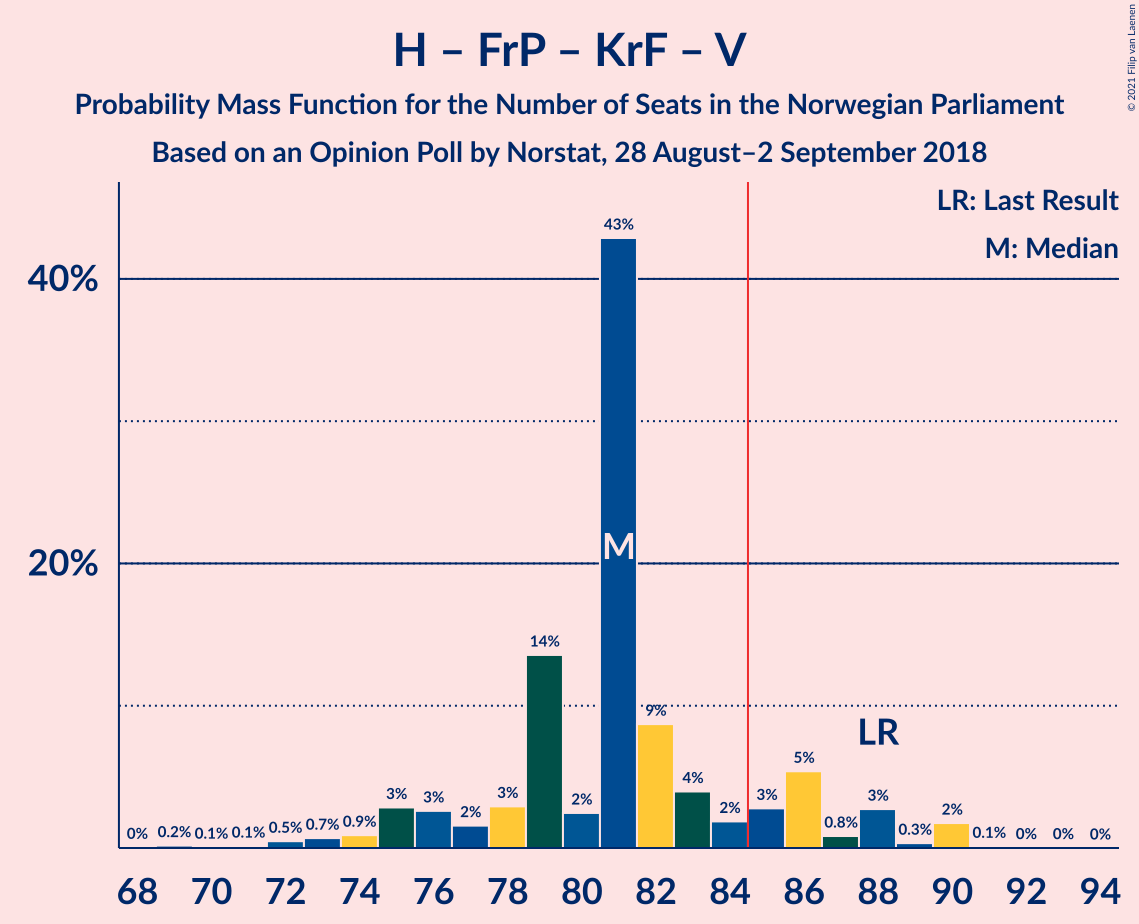 H – FrP – KrF – V
Probability Mass Function for the Number of Seats in the Norwegian Parliament
Based on an Opinion Poll by Norstat, 28 August–2 September 2018
© 2021 Filip van Laenen
LR: Last Result
M: Median
40%
20%
0% 0.2% 0.1% 0.1% 0.5% 0.7% 0.9% 3% 3% 2% 3% 14% 2% 43% 9% 4% 2% 3% 5% 0.8% 3% 0.3% 2% 0.1% 0% 0% 0%
M
LR
68 70 72 74 76 78 80 82 84 86 88 90 92 94